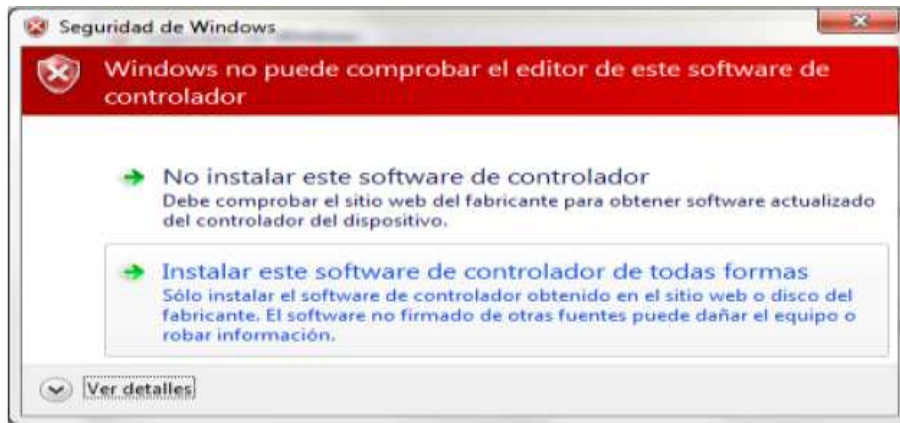 Seguridad de Windows
Windows no puede comprobar el editor de este software de
controlador
No instalar este software de controlador
Debe comprobar el sitio web del fabricante para obtener software actualizado
del controlador del dispositivo.
Instalar este software de controlador de todas formas
Sólo instalar el software de controlador obtenido en el sitio web o disco del
fabricante. El software no firmado de otras fuentes puede dañar el equipo o
robar información.
Ver detalles